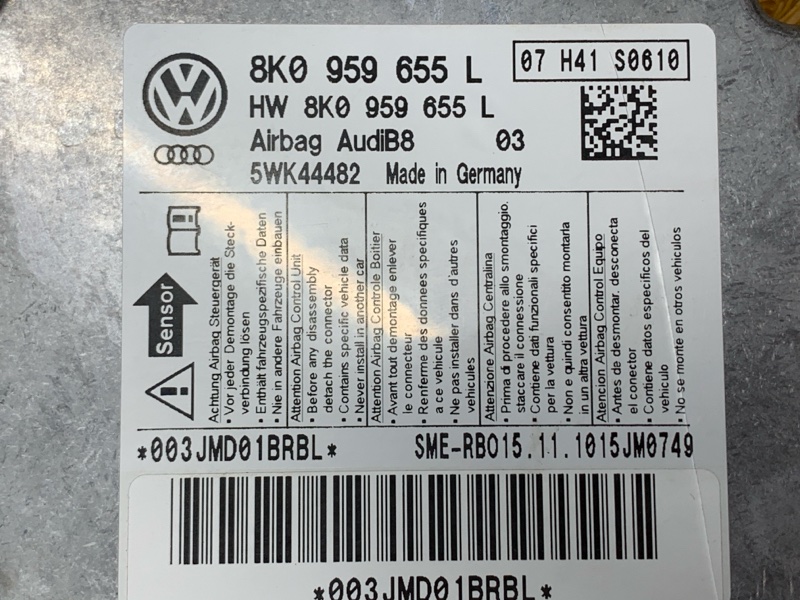 8K0 959 655 L
07 H41 S0610
HW 8K0 959 655 L
Airbag AudiB8 03
5WK44482 Made in Germany
Sensor
Achtung Airbag Steuergerät
- Vor jeder Demontage die Steck-
verbindung lösen
- Enthält fahrzeugspezifische Daten
- Nie in andere Fahrzeuge einbauen
Attention Airbag Control Unit
- Before any disassembly
detach the connector
- Contains specific vehicle data
- Never install in another car
Attention Airbag Controle Boitier
- Avant tout demontage enlever
le connecteur
- Renferme des donnees specifiques
a ce vehicule
- Ne pas installer dans d'autres
vehicules
Attenzione Airbag Centralina
- Prima di procedere allo smontaggio.
staccare il connessione
- Contiene dati funzionali specifici
per la vettura
- Non e quindi consentito montarla
in un altra vettura
Atencion Airbag Control Equipo
- Antes de desmontar. desconecta
el conector
- Contiene datos especificos del
vehiculo
- No se monte en otros vehiculos
*003JMD01BRBL*
SME-RBO15.11.1015JM0749
*003JMD01BRBL*